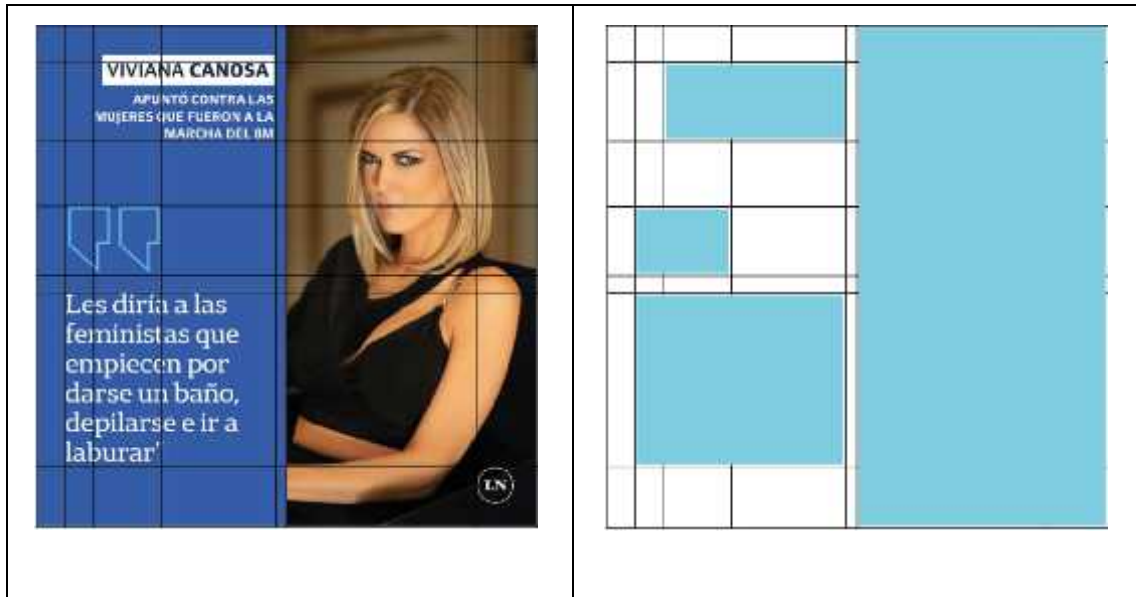 VIVIANA CANOSA
APUNTÓ CONTRA LAS
MUJERES QUE FUERON A LA
MARCHA DEL 8M
Les diría a las
feministas que
empiecen por
darse un baño,
depilarse e ir a
laburar"
LN